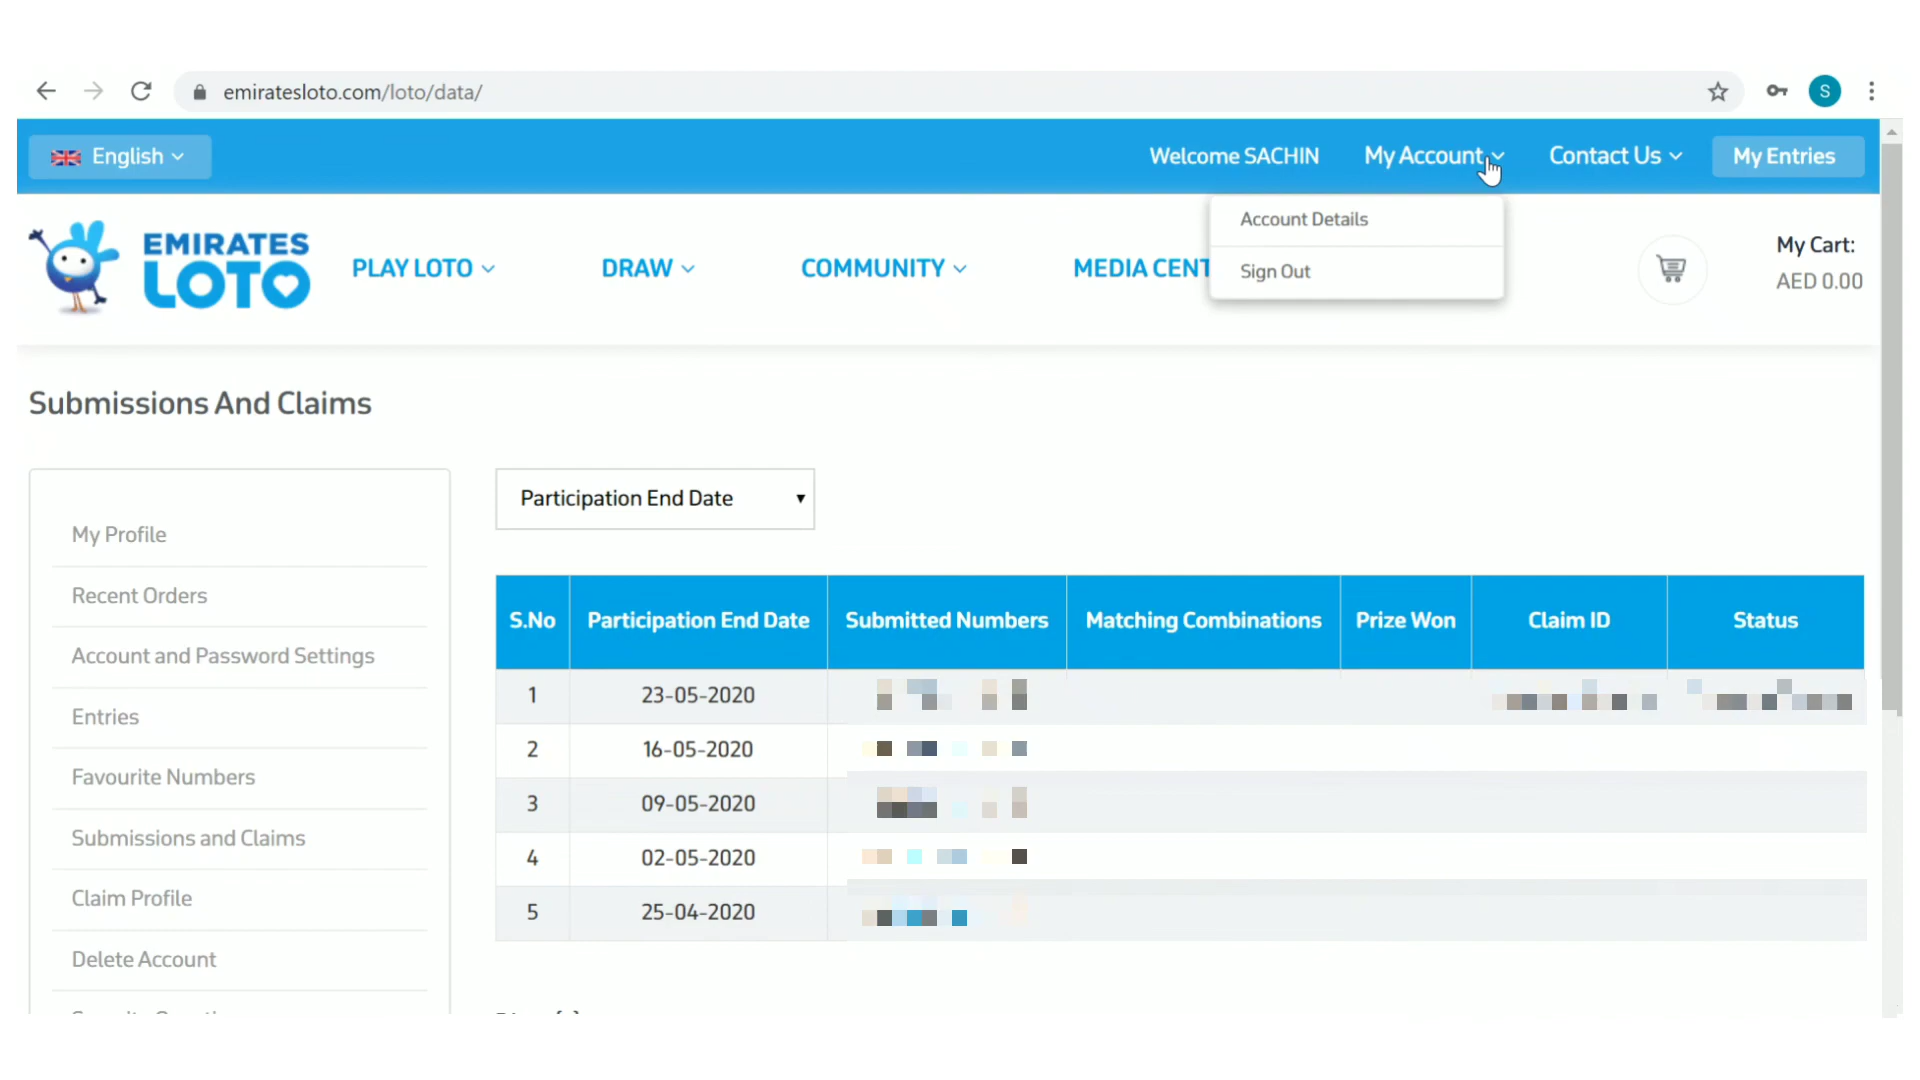 emiratesloto.com/loto/data/
S
English
Welcome SACHIN
My Account
Contact Us
My Entries
Account Details
Sign Out
EMIRATES
LOTO
PLAY LOTO
DRAW
COMMUNITY
MEDIA CENT
My Cart:
AED 0.00
Submissions And Claims
My Profile
Recent Orders
Account and Password Settings
Entries
Favourite Numbers
Submissions and Claims
Claim Profile
Delete Account
Participation End Date
S.No Participation End Date Submitted Numbers Matching Combinations Prize Won Claim ID Status
1 23-05-2020
2 16-05-2020
3 09-05-2020
4 02-05-2020
5 25-04-2020